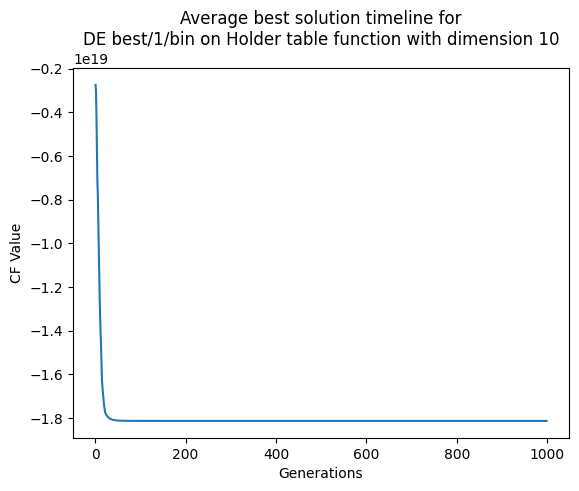 Average best solution timeline for
DE best/1/bin on Holder table function with dimension 10
1e19
−0.2
−0.4
−0.6
−0.8
−1.0
−1.2
−1.4
−1.6
−1.8
CF Value
0 200 400 600 800 1000
Generations